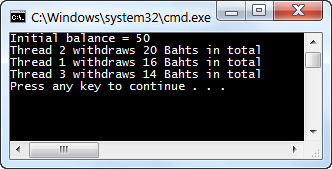 C:\Windows\system32\cmd.exe
Initial balance = 50
Thread 2 withdraws 20 Bahts in total
Thread 1 withdraws 16 Bahts in total
Thread 3 withdraws 14 Bahts in total
Press any key to continue . . .